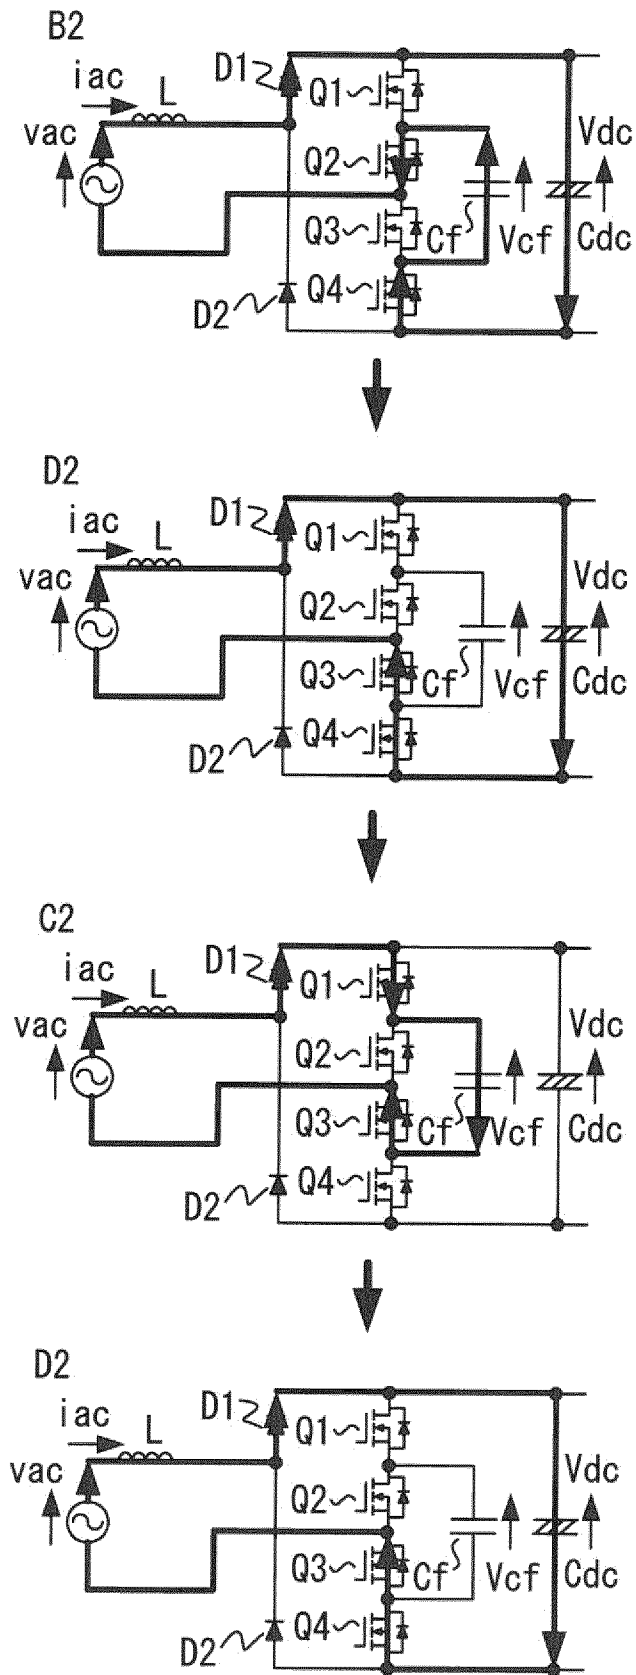 B2
D1
iac
L
Q1
vac
Vdc
Q2
Q3
Cf
Vcf
Cdc
Q4
D2
D2
D1
iac
L
Q1
vac
Vdc
Q2
Q3
Cf
Vcf
Cdc
Q4
D2
C2
D1
iac
L
Q1
vac
Vdc
Q2
Q3
Cf
Vcf
Cdc
Q4
D2
D2
D1
iac
L
Q1
vac
Vdc
Q2
Q3
Cf
Vcf
Cdc
Q4
D2